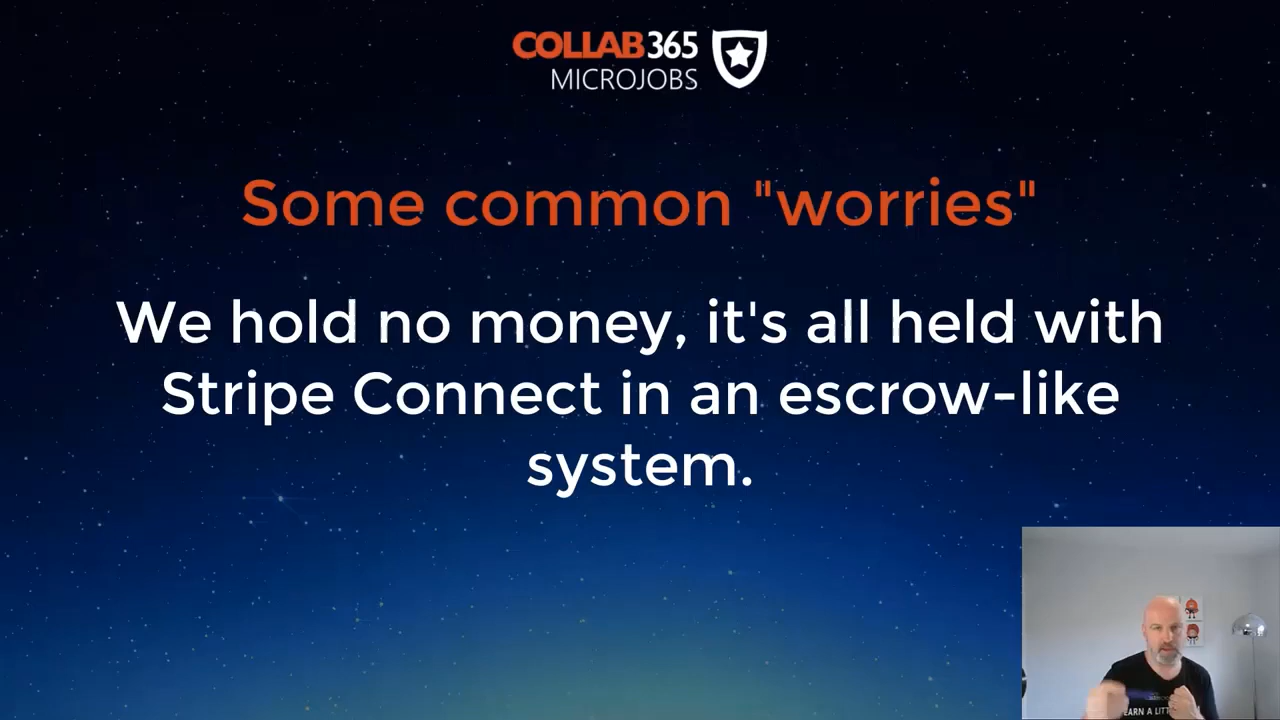 COLLAB365
MICROJOBS
Some common "worries"
We hold no money, it's all held with
Stripe Connect in an escrow-like
system.